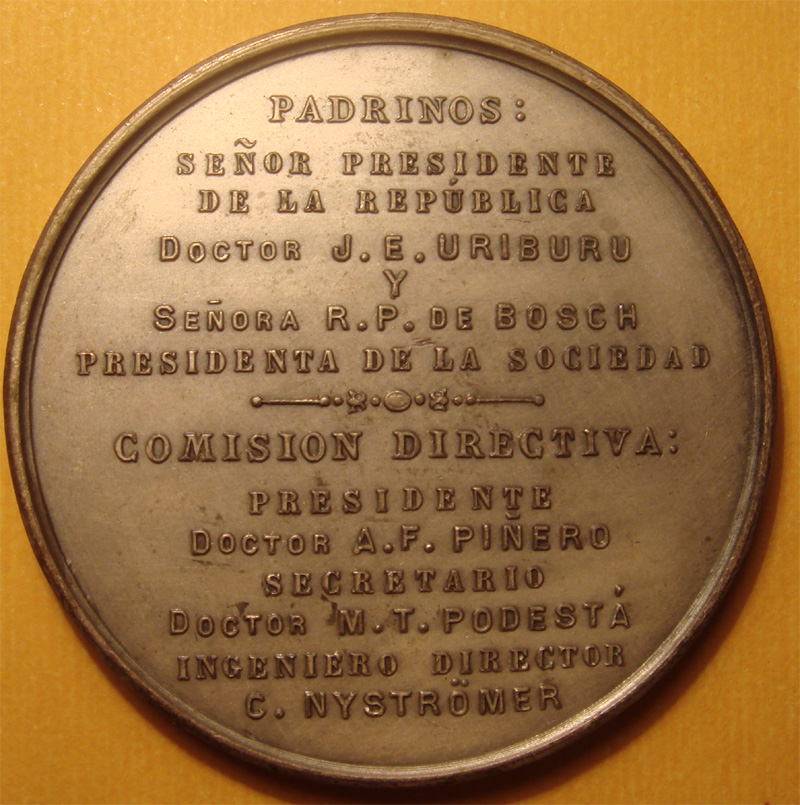 PADRINOS:
SEÑOR PRESIDENTE
DE LA REPÚBLICA
DOCTOR J.E.URIBURU
Y
SEÑORA R.P. DE BOSCH
PRESIDENTA DE LA SOCIEDAD
COMISION DIRECTIVA:
PRESIDENTE
DOCTOR A.F. PIÑERO
SECRETARIO
DOCTOR M.T. PODESTÁ
INGENIERO DIRECTOR
C. NYSTRÖMER